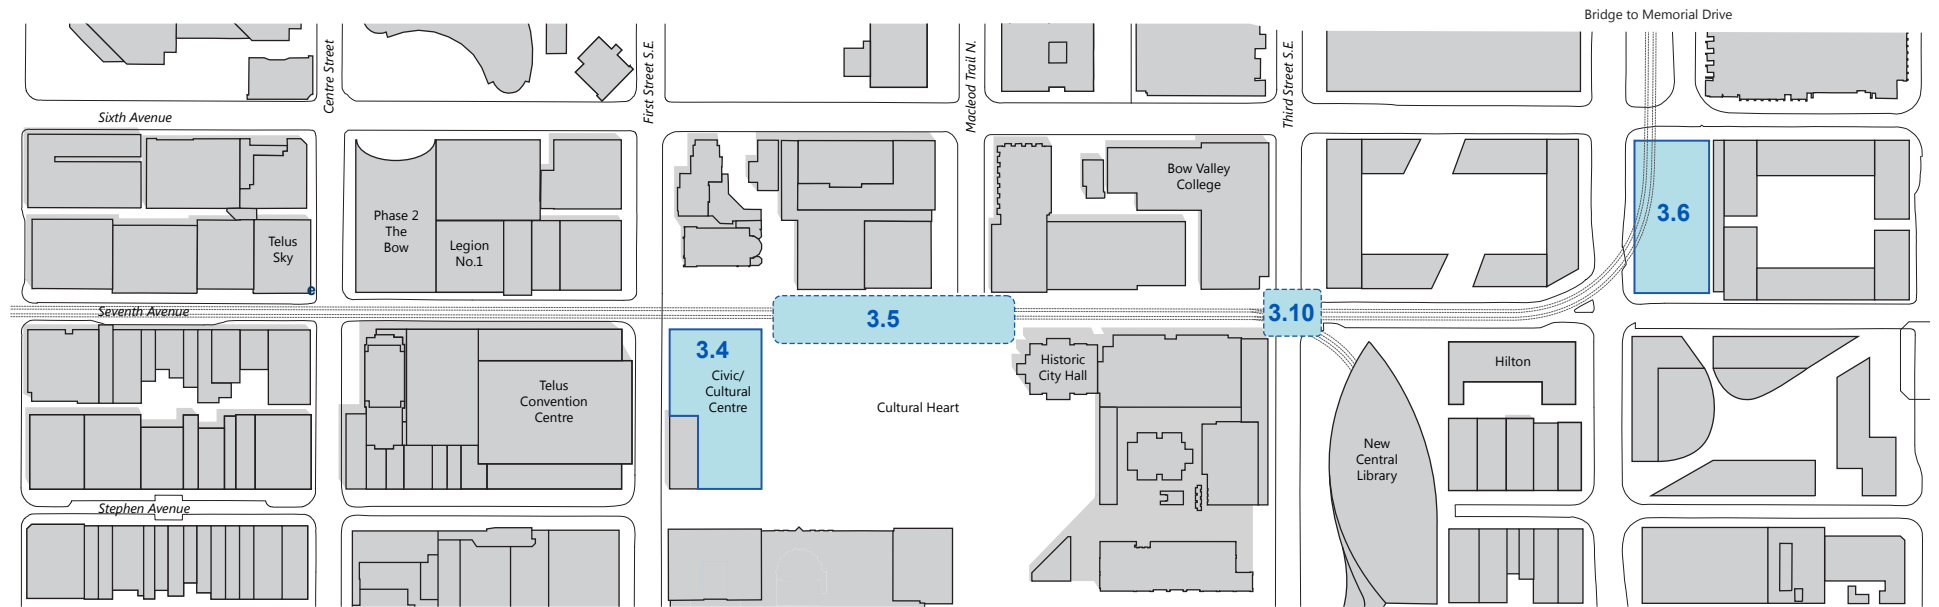 Bridge to Memorial Drive
Centre Street
First Street S.E.
Macleod Trail N.
Third Street S.E.
Sixth Avenue
Bow Valley
College
Phase 2
The
Bow
Legion
No.1
Telus
Sky
e
3.6
Seventh Avenue
3.5
3.10
3.4
Civic/
Cultural
Centre
Historic
City Hall
Hilton
Telus
Convention
Centre
Cultural Heart
New
Central
Library
Stephen Avenue